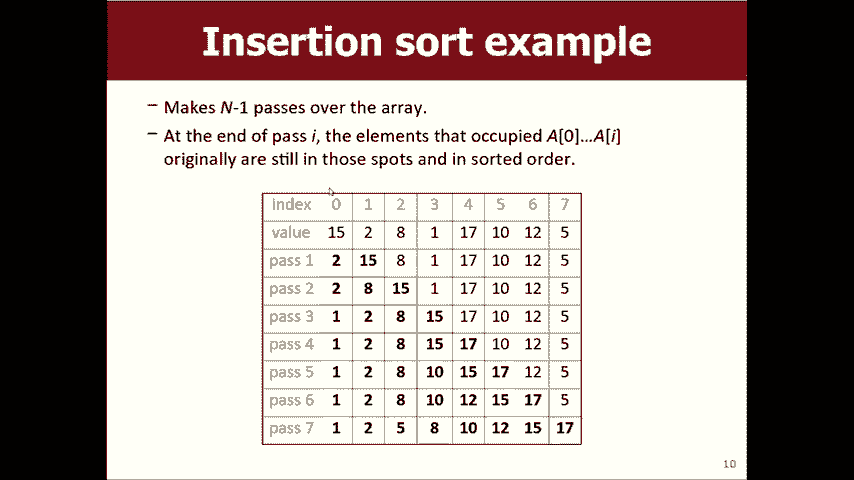 Insertion sort example
– Makes N-1 passes over the array.
– At the end of pass i, the elements that occupied A[0]…A[i]
originally are still in those spots and in sorted order.
index 0 1 2 3 4 5 6 7
value 15 2 8 1 17 10 12 5
pass 1 2 15 8 1 17 10 12 5
pass 2 2 8 15 1 17 10 12 5
pass 3 1 2 8 15 17 10 12 5
pass 4 1 2 8 15 17 10 12 5
pass 5 1 2 8 10 15 17 12 5
pass 6 1 2 8 10 12 15 17 5
pass 7 1 2 5 8 10 12 15 17
10